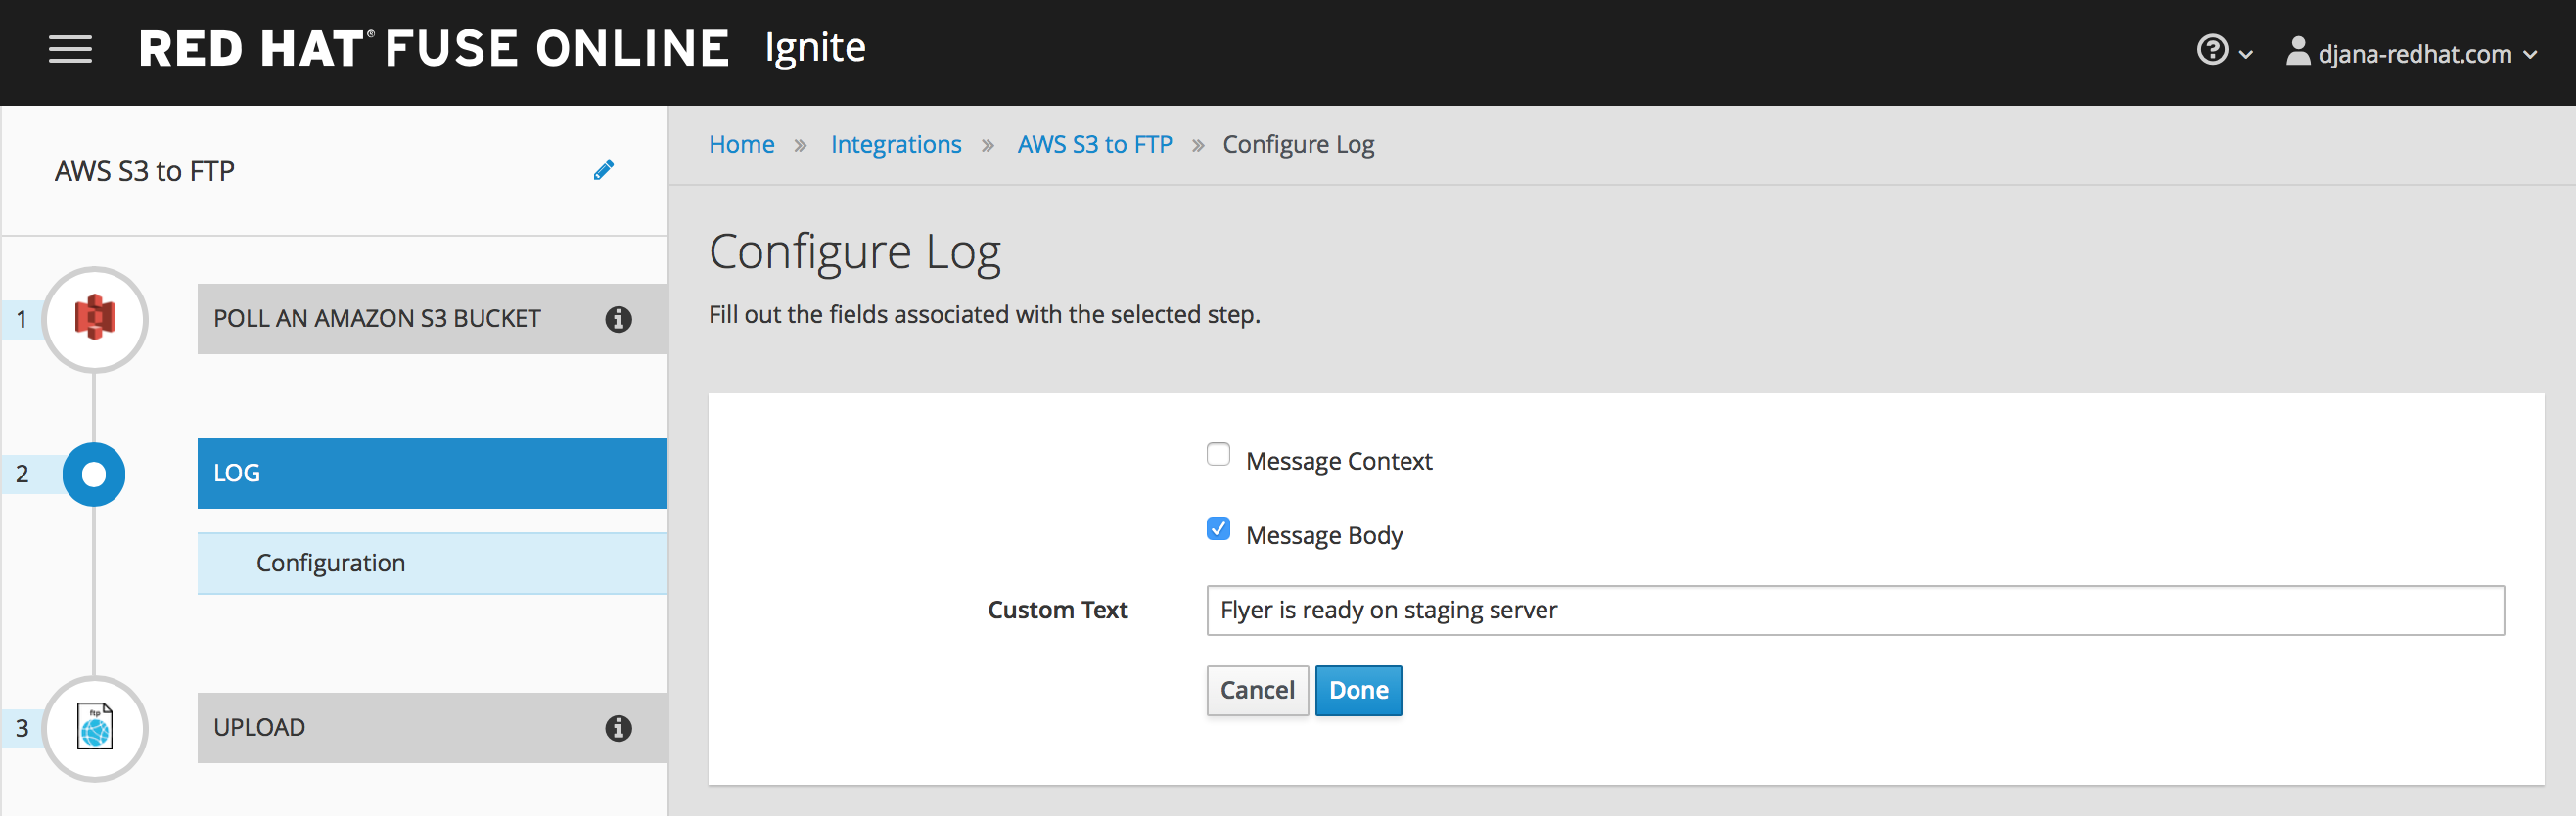 RED HAT® FUSE ONLINE Ignite
? djana-redhat.com
AWS S3 to FTP
1 POLL AN AMAZON S3 BUCKET i
2 LOG
Configuration
ftp
3 UPLOAD i
Home » Integrations » AWS S3 to FTP » Configure Log
Configure Log
Fill out the fields associated with the selected step.
Message Context
Message Body
Custom Text Flyer is ready on staging server
Cancel Done